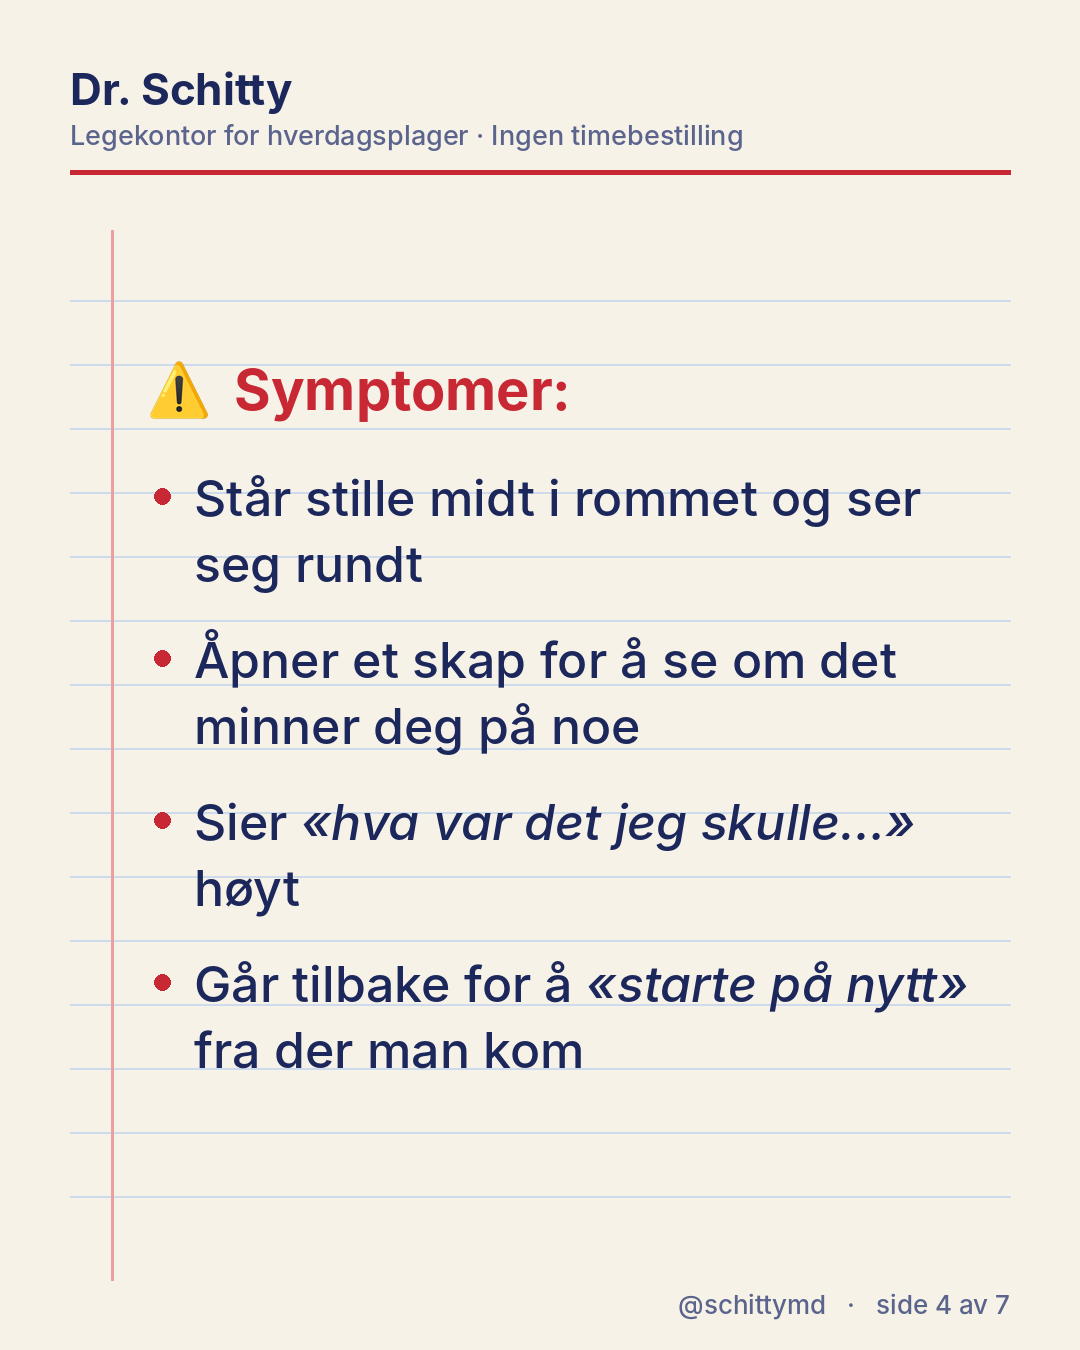 Dr. Schitty
Legekontor for hverdagsplager · Ingen timebestilling
⚠️ Symptomer:
• Står stille midt i rommet og ser
seg rundt
• Åpner et skap for å se om det
minner deg på noe
• Sier «hva var det jeg skulle...»
høyt
• Går tilbake for å «starte på nytt»
fra der man kom
@schittymd · side 4 av 7